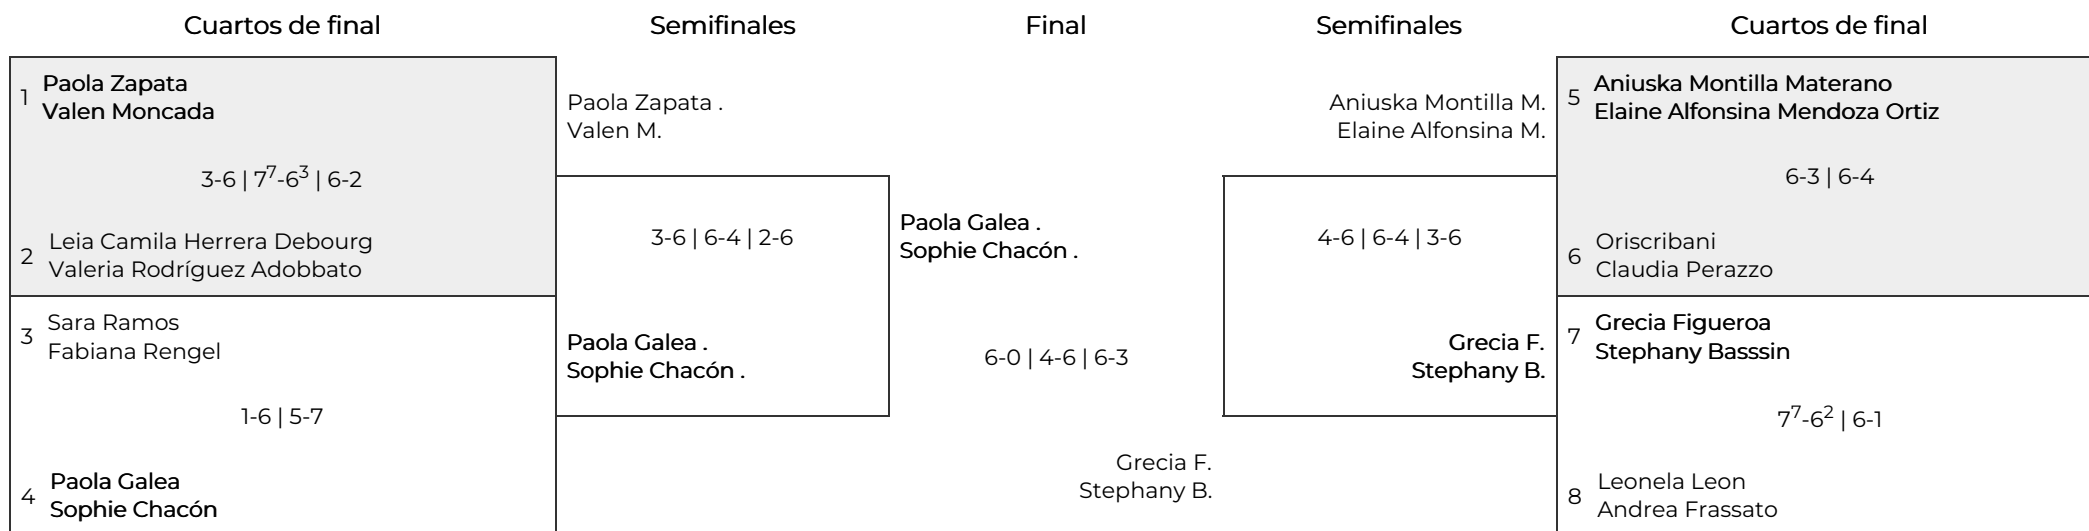 Cuartos de final
Semifinales
Final
Semifinales
Cuartos de final
1
Paola Zapata
Valen Moncada
3-6 | 7⁷-6³ | 6-2
2
Leia Camila Herrera Debourg
Valeria Rodríguez Adobbato
3
Sara Ramos
Fabiana Rengel
1-6 | 5-7
4
Paola Galea
Sophie Chacón
Paola Zapata .
Valen M.
3-6 | 6-4 | 2-6
Paola Galea .
Sophie Chacón .
Paola Galea .
Sophie Chacón .
6-0 | 4-6 | 6-3
Grecia F.
Stephany B.
Aniuska Montilla M.
Elaine Alfonsina M.
4-6 | 6-4 | 3-6
Grecia F.
Stephany B.
5
Aniuska Montilla Materano
Elaine Alfonsina Mendoza Ortiz
6-3 | 6-4
6
Oriscribani
Claudia Perazzo
7
Grecia Figueroa
Stephany Basssin
7⁷-6² | 6-1
8
Leonela Leon
Andrea Frassato